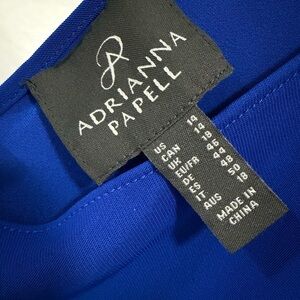 ADRIANNA
PAPELL
US 14
CAN 14
UK 18
EU/FR 46
DE 44
ES 48
IT 50
AUS 18
MADE IN
CHINA